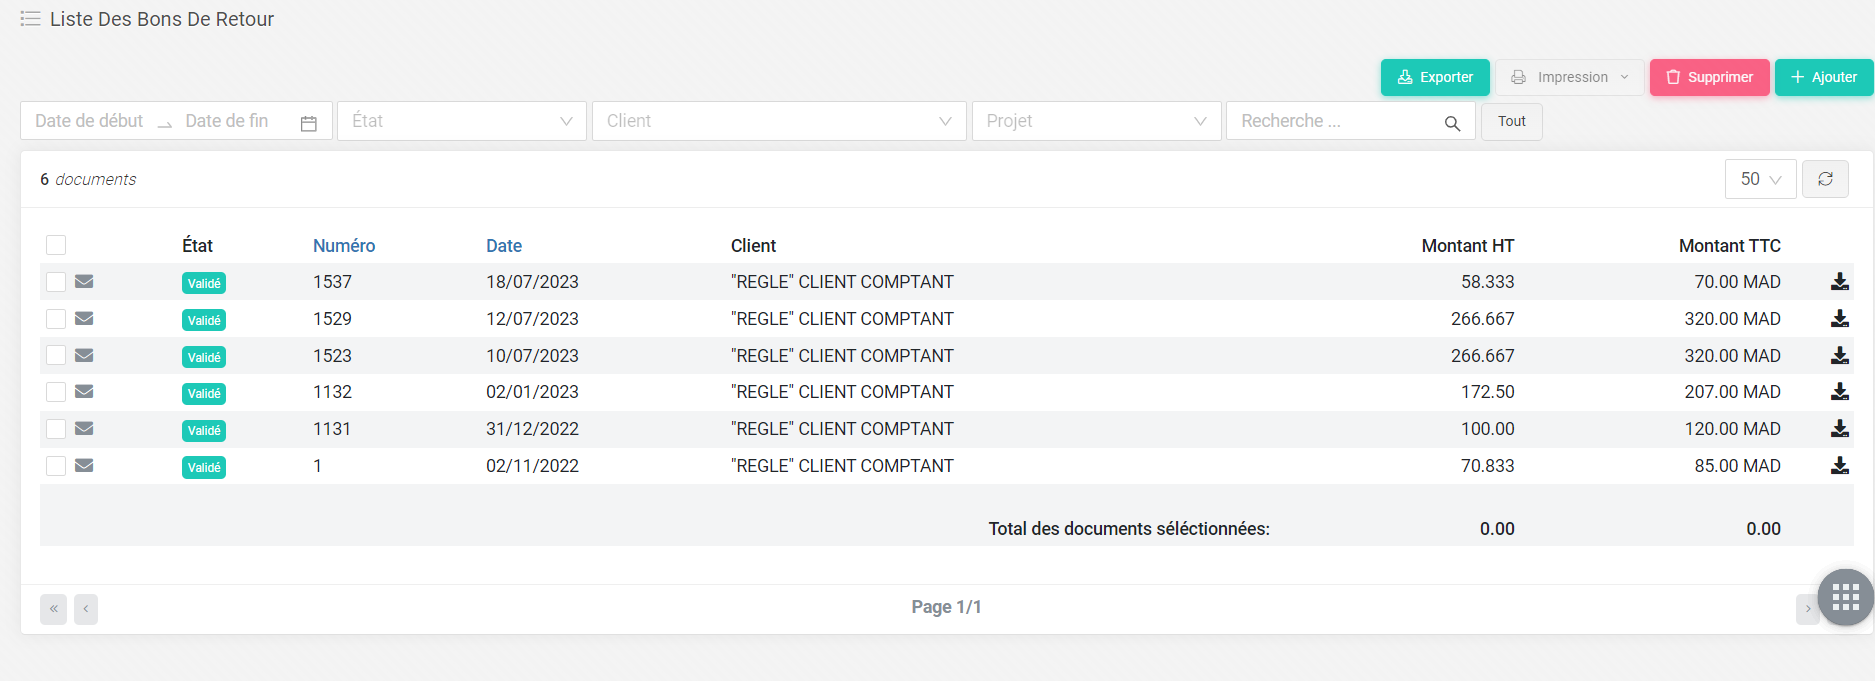 Liste Des Bons De Retour
Exporter Impression Supprimer Ajouter
Date de début Date de fin État Client Projet Recherche ... Tout
6 documents 50
État Numéro Date Client Montant HT Montant TTC
Validé 1537 18/07/2023 "REGLE" CLIENT COMPTANT 58.333 70.00 MAD
Validé 1529 12/07/2023 "REGLE" CLIENT COMPTANT 266.667 320.00 MAD
Validé 1523 10/07/2023 "REGLE" CLIENT COMPTANT 266.667 320.00 MAD
Validé 1132 02/01/2023 "REGLE" CLIENT COMPTANT 172.50 207.00 MAD
Validé 1131 31/12/2022 "REGLE" CLIENT COMPTANT 100.00 120.00 MAD
Validé 1 02/11/2022 "REGLE" CLIENT COMPTANT 70.833 85.00 MAD
Total des documents séléctionnées: 0.00 0.00
« ‹ Page 1/1 ›